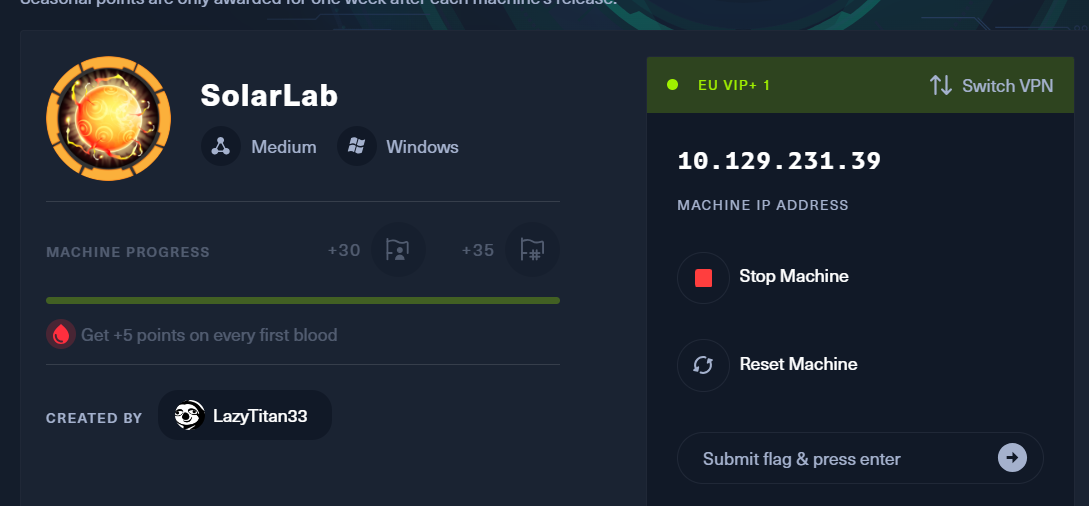 Seasonal points are only awarded for one week after each machine's release.
SolarLab
Medium Windows
MACHINE PROGRESS +30 +35
Get +5 points on every first blood
CREATED BY LazyTitan33
EU VIP+ 1 Switch VPN
10.129.231.39
MACHINE IP ADDRESS
Stop Machine
Reset Machine
Submit flag & press enter